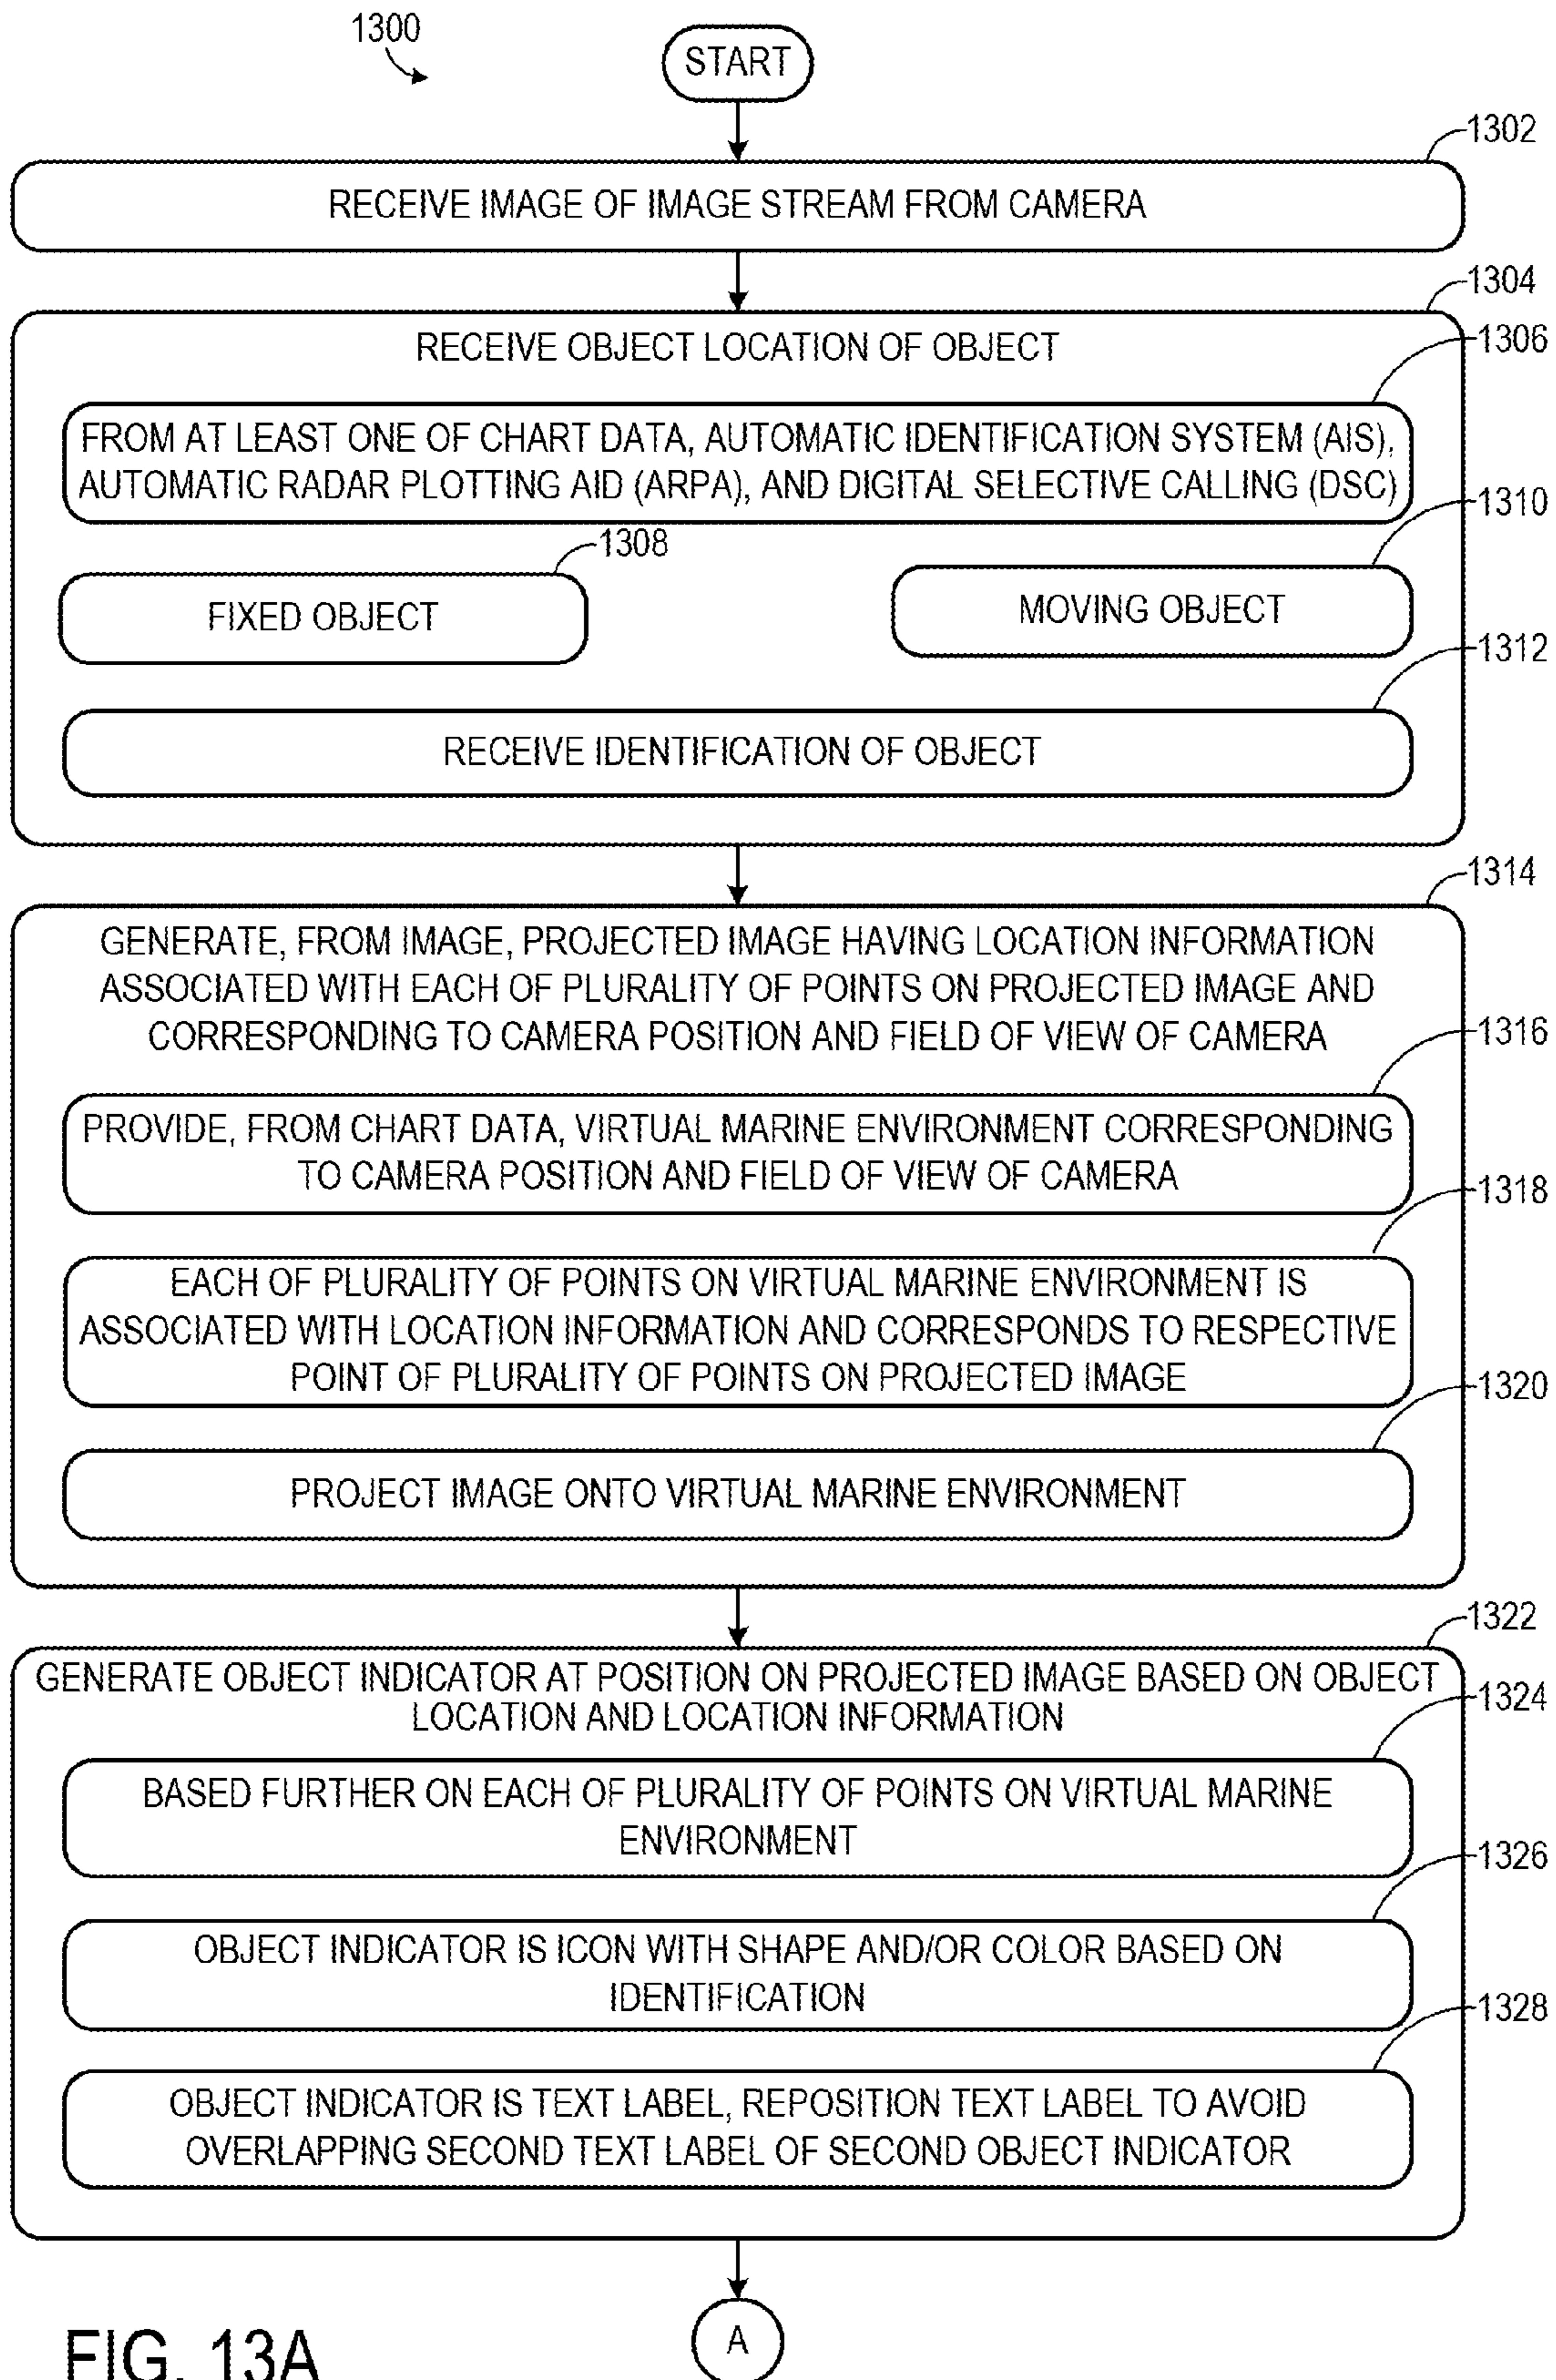 1300
START
1302
RECEIVE IMAGE OF IMAGE STREAM FROM CAMERA
1304
RECEIVE OBJECT LOCATION OF OBJECT
1306
FROM AT LEAST ONE OF CHART DATA, AUTOMATIC IDENTIFICATION SYSTEM (AIS),
AUTOMATIC RADAR PLOTTING AID (ARPA), AND DIGITAL SELECTIVE CALLING (DSC)
1308
FIXED OBJECT
1310
MOVING OBJECT
1312
RECEIVE IDENTIFICATION OF OBJECT
1314
GENERATE, FROM IMAGE, PROJECTED IMAGE HAVING LOCATION INFORMATION
ASSOCIATED WITH EACH OF PLURALITY OF POINTS ON PROJECTED IMAGE AND
CORRESPONDING TO CAMERA POSITION AND FIELD OF VIEW OF CAMERA
1316
PROVIDE, FROM CHART DATA, VIRTUAL MARINE ENVIRONMENT CORRESPONDING
TO CAMERA POSITION AND FIELD OF VIEW OF CAMERA
1318
EACH OF PLURALITY OF POINTS ON VIRTUAL MARINE ENVIRONMENT IS
ASSOCIATED WITH LOCATION INFORMATION AND CORRESPONDS TO RESPECTIVE
POINT OF PLURALITY OF POINTS ON PROJECTED IMAGE
1320
PROJECT IMAGE ONTO VIRTUAL MARINE ENVIRONMENT
1322
GENERATE OBJECT INDICATOR AT POSITION ON PROJECTED IMAGE BASED ON OBJECT
LOCATION AND LOCATION INFORMATION
1324
BASED FURTHER ON EACH OF PLURALITY OF POINTS ON VIRTUAL MARINE
ENVIRONMENT
1326
OBJECT INDICATOR IS ICON WITH SHAPE AND/OR COLOR BASED ON
IDENTIFICATION
1328
OBJECT INDICATOR IS TEXT LABEL, REPOSITION TEXT LABEL TO AVOID
OVERLAPPING SECOND TEXT LABEL OF SECOND OBJECT INDICATOR
A
FIG. 13A